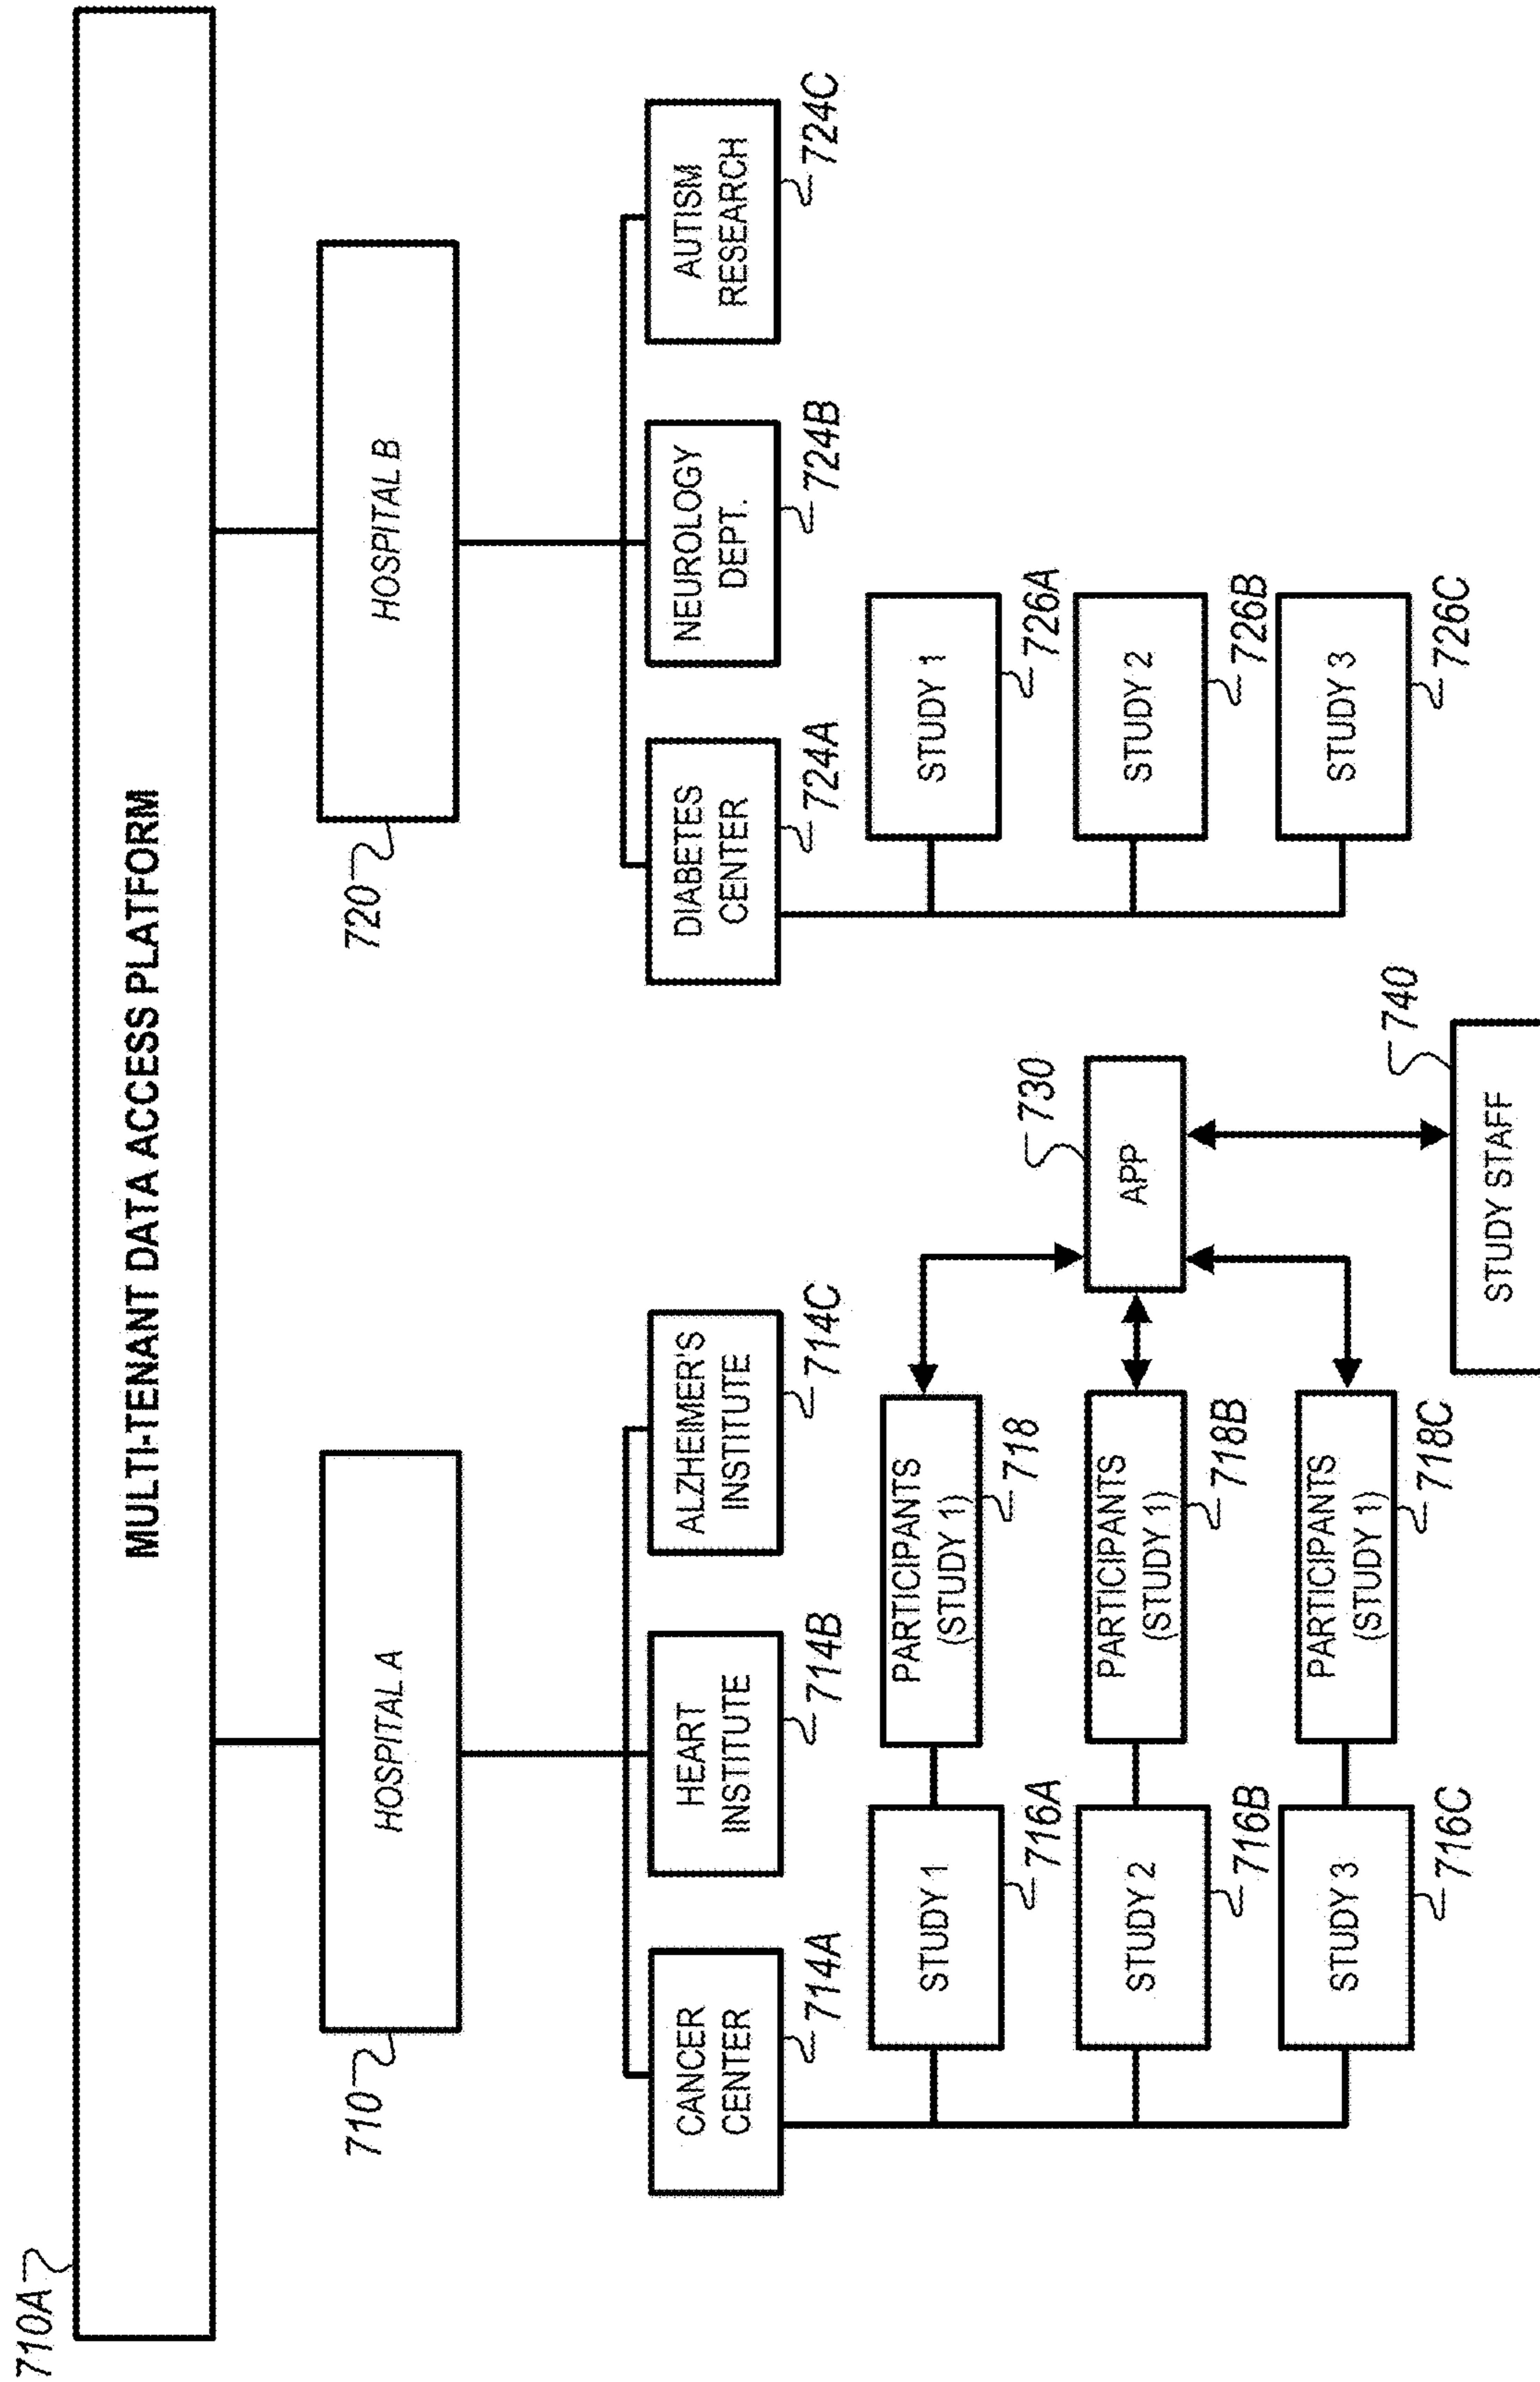 710A
MULTI-TENANT DATA ACCESS PLATFORM
710
HOSPITAL A
720
HOSPITAL B
CANCER
CENTER
714A
HEART
INSTITUTE
714B
ALZHEIMER'S
INSTITUTE
714C
DIABETES
CENTER
724A
NEUROLOGY
DEPT.
724B
AUTISM
RESEARCH
724C
STUDY 1
716A
PARTICIPANTS
(STUDY 1)
718
STUDY 2
716B
PARTICIPANTS
(STUDY 1)
718B
STUDY 3
716C
PARTICIPANTS
(STUDY 1)
718C
730
APP
740
STUDY STAFF
STUDY 1
726A
STUDY 2
726B
STUDY 3
726C